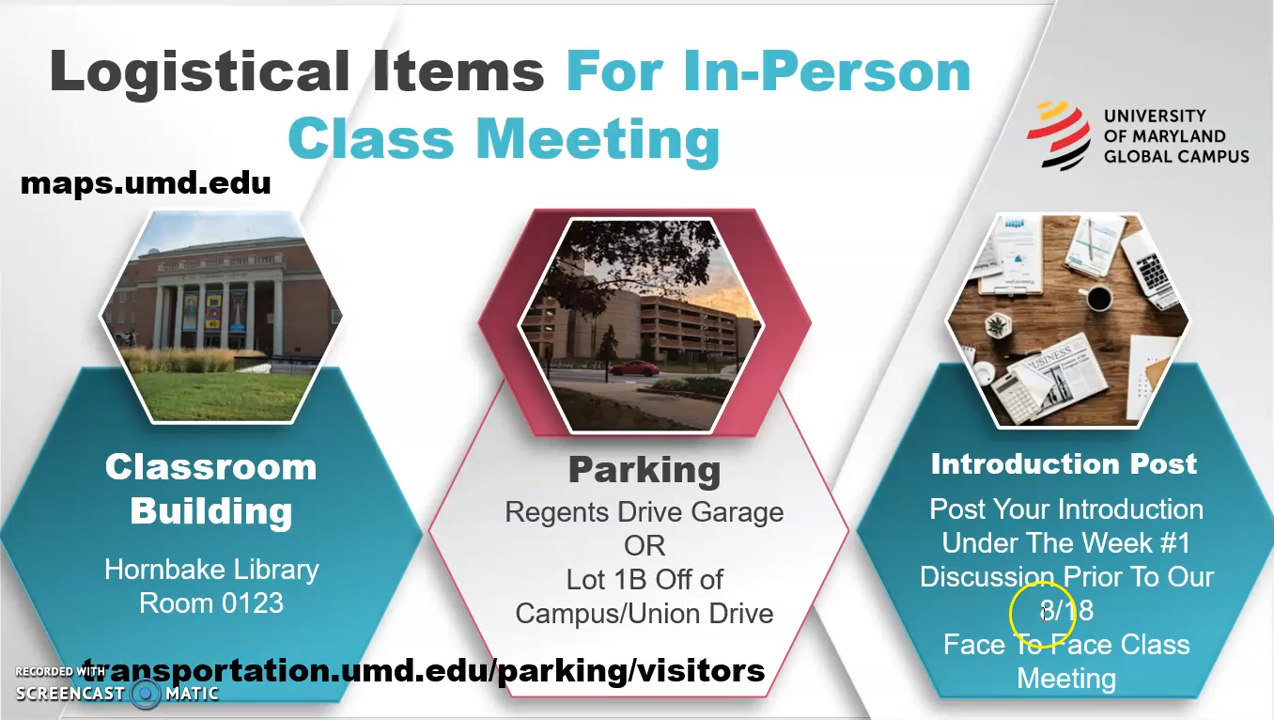 Logistical Items For In-Person
Class Meeting
maps.umd.edu
UNIVERSITY
OF MARYLAND
GLOBAL CAMPUS
Classroom
Building
Hornbake Library
Room 0123
Parking
Regents Drive Garage
OR
Lot 1B Off of
Campus/Union Drive
transportation.umd.edu/parking/visitors
BUSINESS
Introduction Post
Post Your Introduction
Under The Week #1
Discussion Prior To Our
8/18
Face To Face Class
Meeting
RECORDED WITH
SCREENCAST MATIC